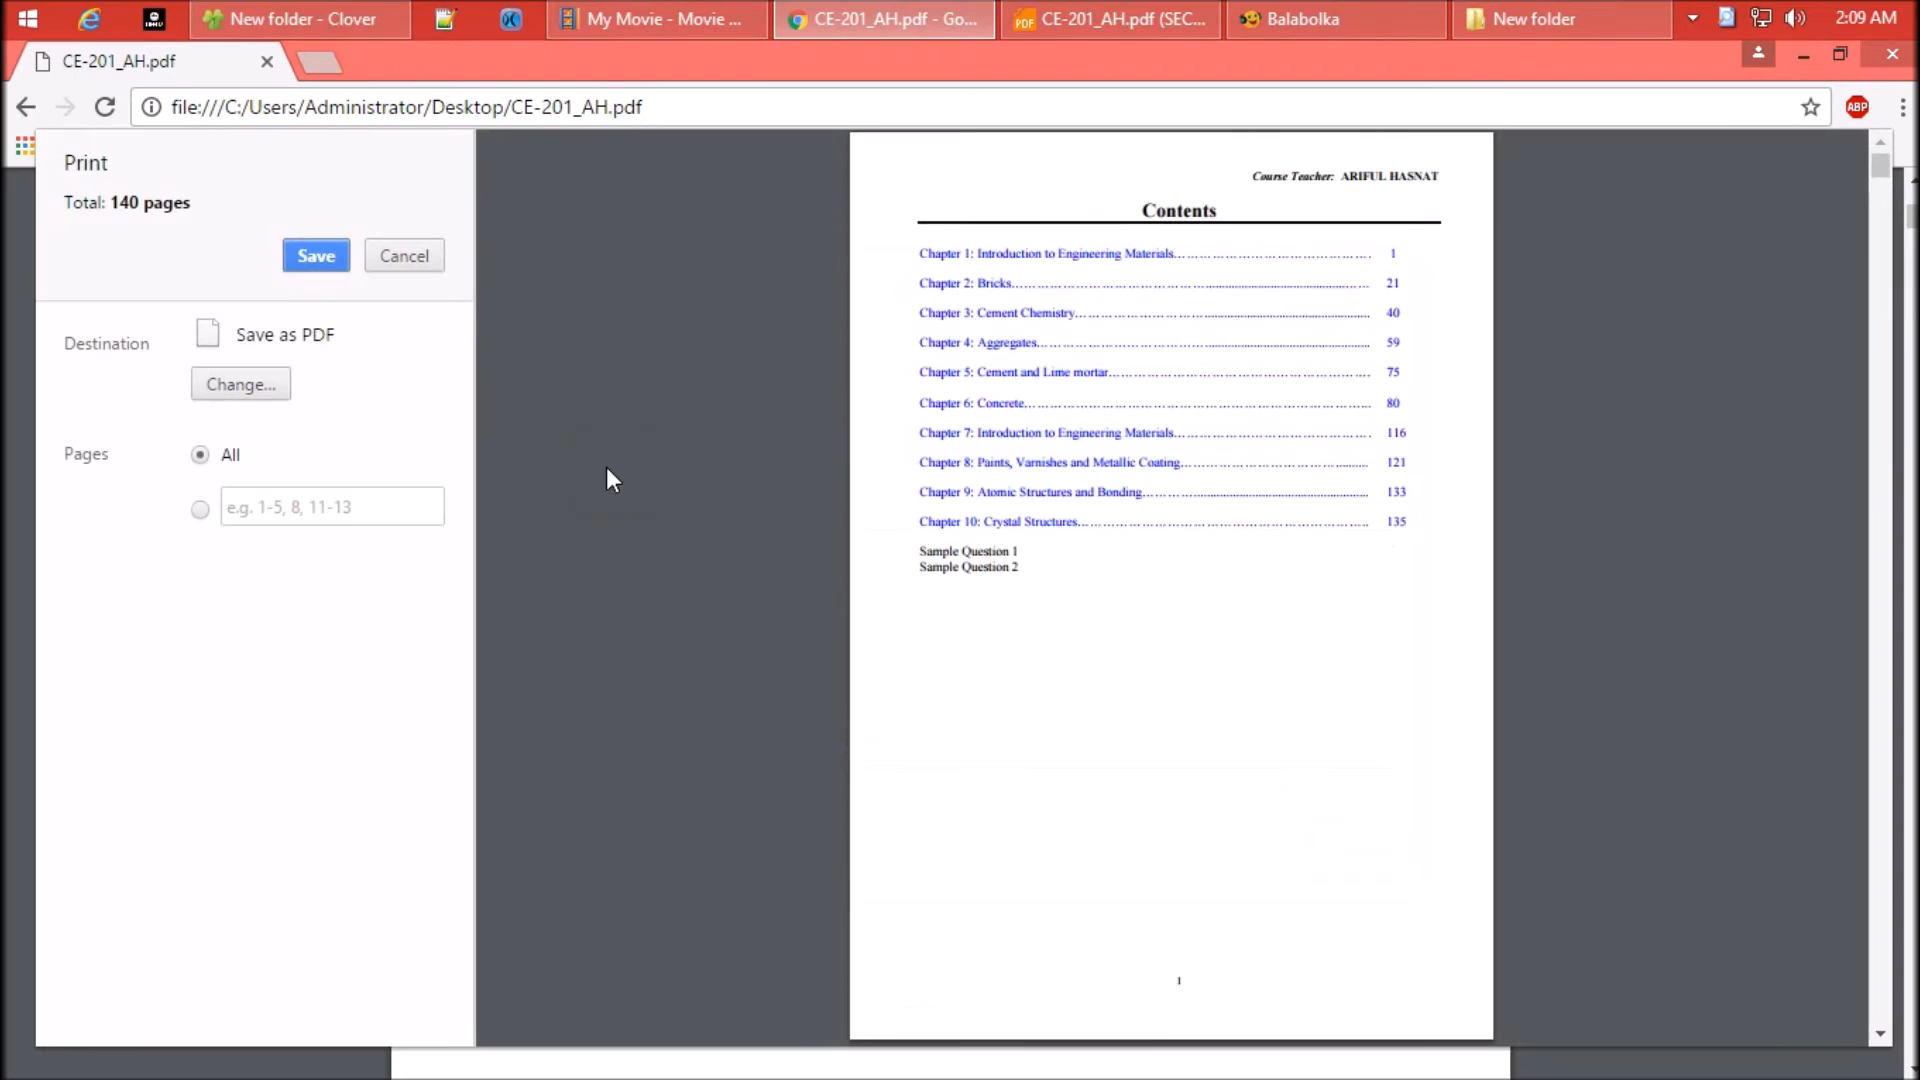 New folder - Clover
My Movie - Movie ...
CE-201_AH.pdf - Go...
PDF
CE-201_AH.pdf (SEC...
Balabolka
New folder
2:09 AM
CE-201_AH.pdf
file:///C:/Users/Administrator/Desktop/CE-201_AH.pdf
ABP
Print
Total: 140 pages
Save
Cancel
Destination
Save as PDF
Change...
Pages
All
e.g. 1-5, 8, 11-13
Course Teacher: ARIFUL HASNAT
Contents
Chapter 1: Introduction to Engineering Materials………………………………………. 1
Chapter 2: Bricks…………………………………......................................…… 21
Chapter 3: Cement Chemistry…………………………......................................... 40
Chapter 4: Aggregates………………………………......................................... 59
Chapter 5: Cement and Lime mortar…………………………………………………. 75
Chapter 6: Concrete……………………………………………………………………... 80
Chapter 7: Introduction to Engineering Materials………………………………………. 116
Chapter 8: Paints, Varnishes and Metallic Coating………………………………......... 121
Chapter 9: Atomic Structures and Bonding…………............................................. 133
Chapter 10: Crystal Structures………………………………………………………….. 135
Sample Question 1
Sample Question 2
1